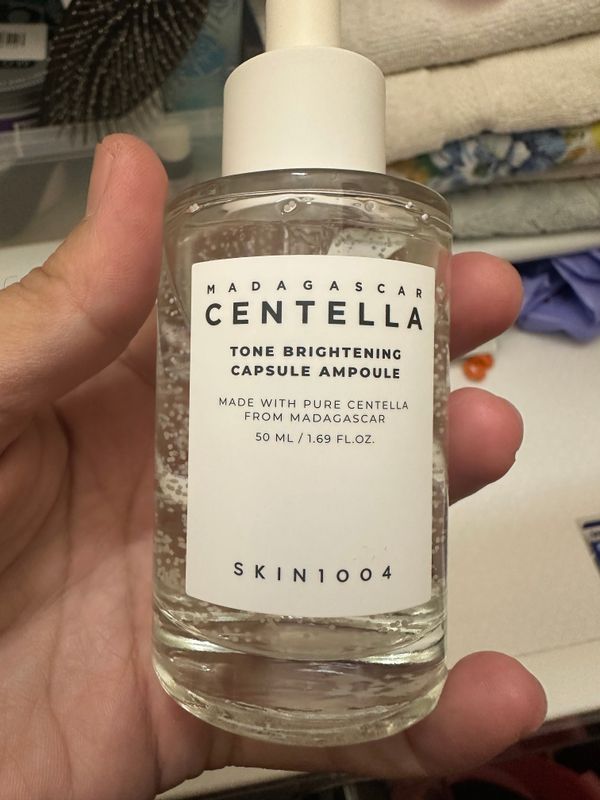 MADAGASCAR
CENTELLA
TONE BRIGHTENING
CAPSULE AMPOULE
MADE WITH PURE CENTELLA
FROM MADAGASCAR
50 ML / 1.69 FL.OZ.
SKIN1004